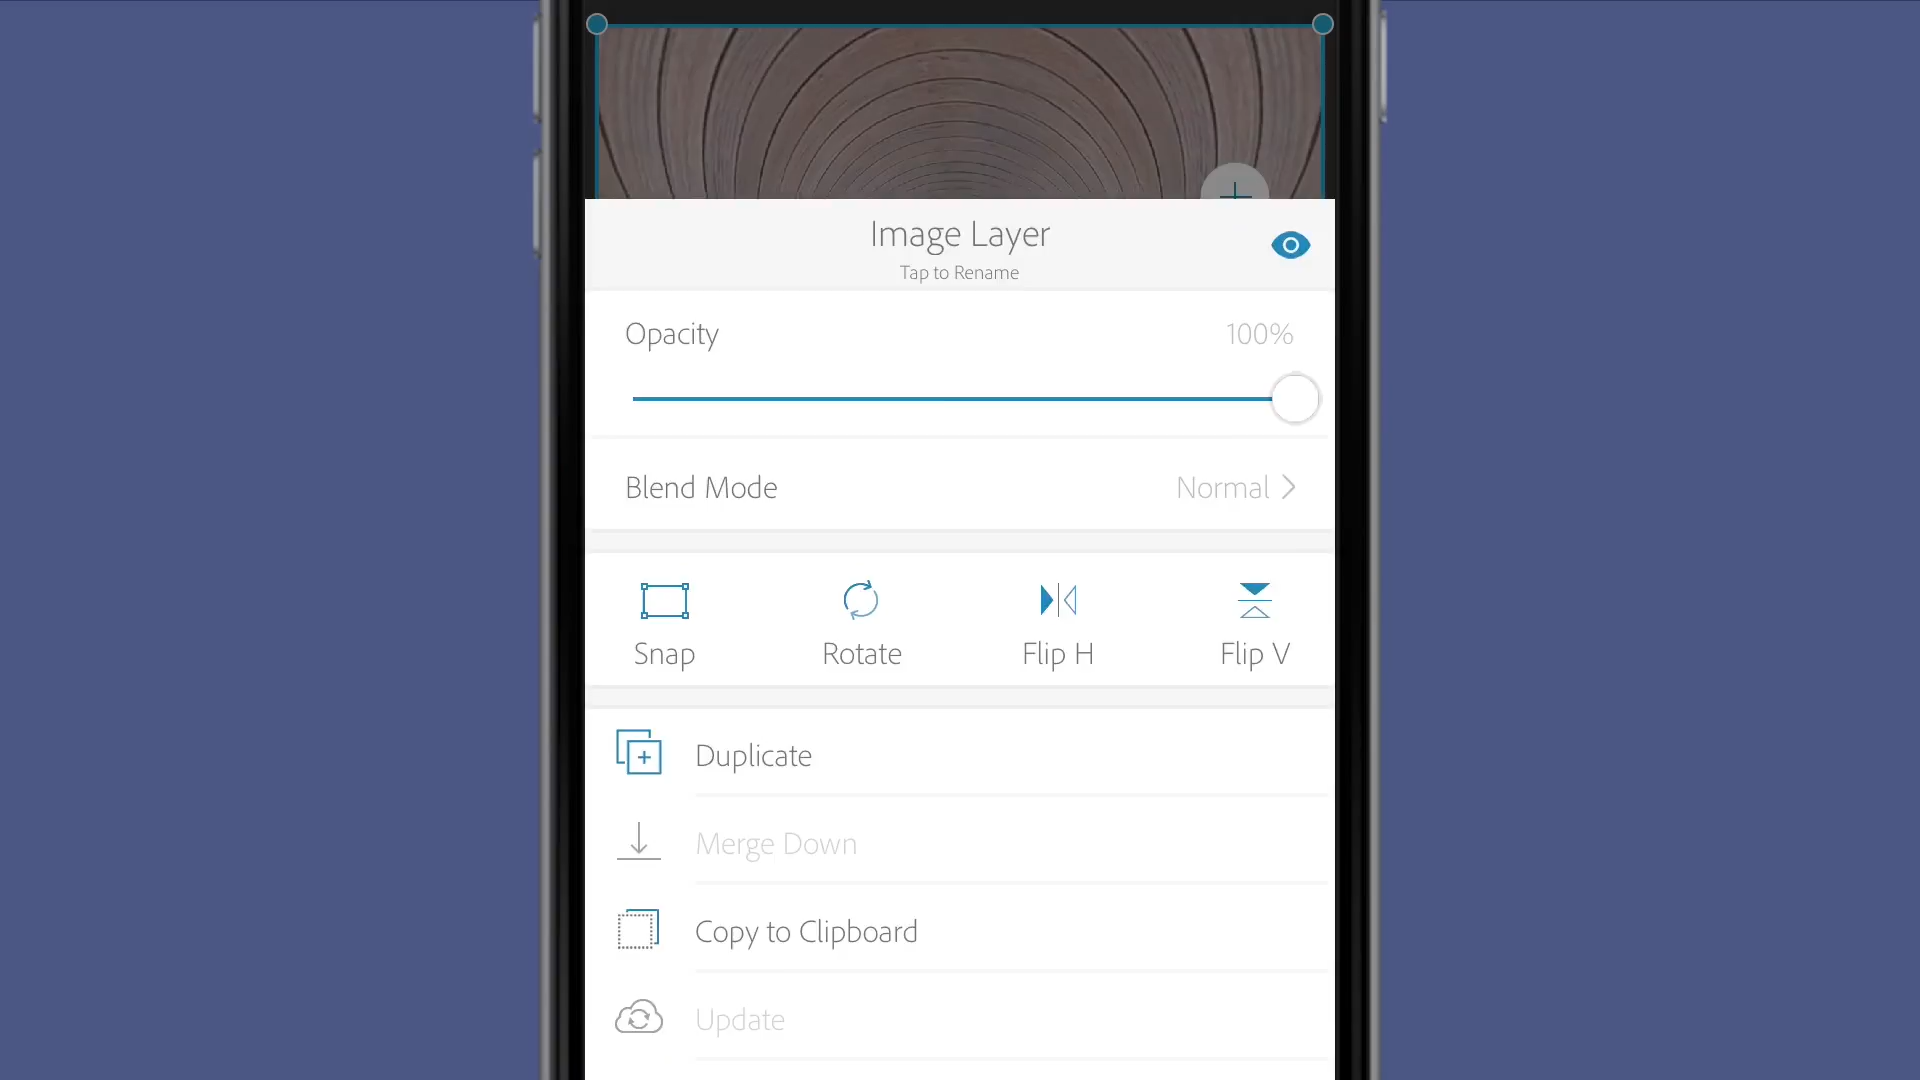 Image Layer
Tap to Rename
Opacity 100%
Blend Mode Normal
Snap Rotate Flip H Flip V
Duplicate
Merge Down
Copy to Clipboard
Update